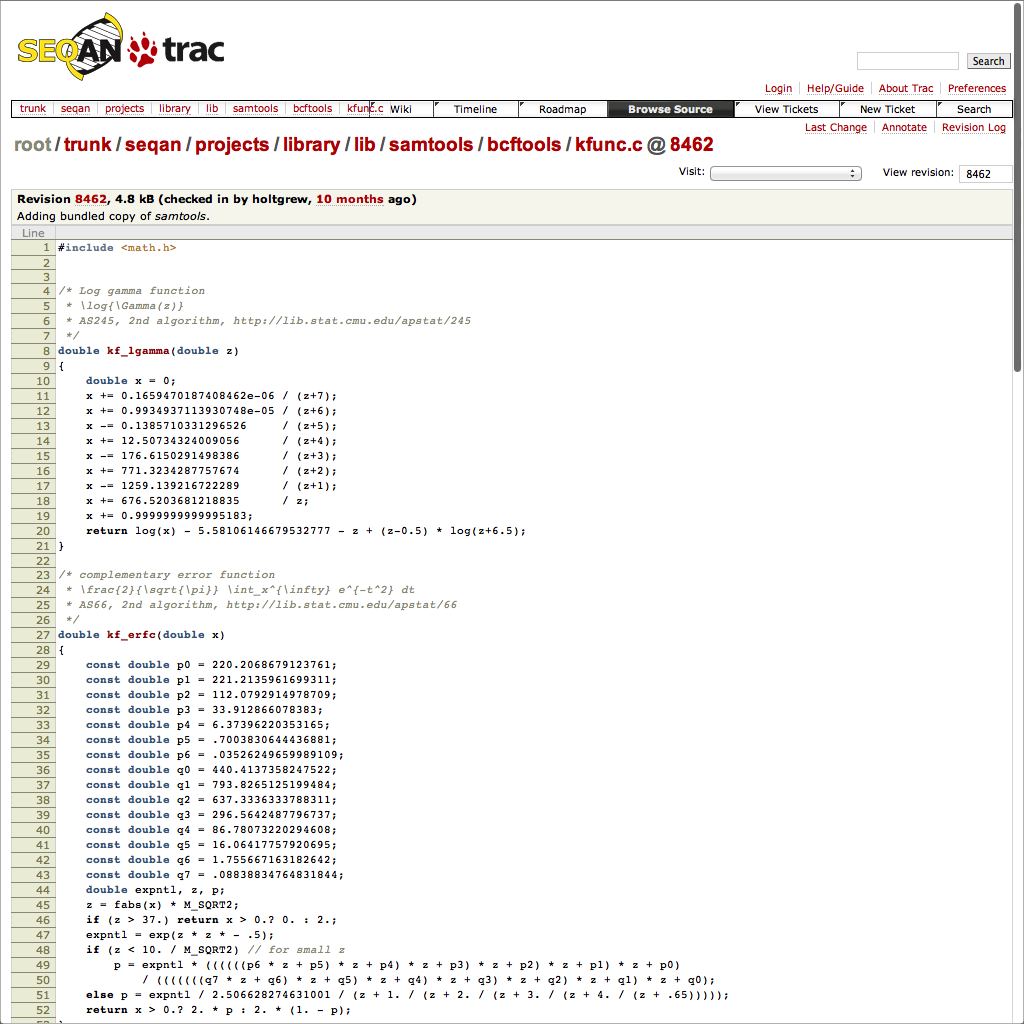 SEQAN trac
Search
Login Help/Guide About Trac Preferences
trunk seqan projects library lib samtools bcftools kfunc.c Wiki Timeline Roadmap Browse Source View Tickets New Ticket Search
Last Change Annotate Revision Log
root / trunk / seqan / projects / library / lib / samtools / bcftools / kfunc.c @ 8462
Visit: View revision: 8462
Revision 8462, 4.8 kB (checked in by holtgrew, 10 months ago)
Adding bundled copy of samtools.
Line
1 #include <math.h>
2
3
4 /* Log gamma function
5  * \log{\Gamma(z)}
6  * AS245, 2nd algorithm, http://lib.stat.cmu.edu/apstat/245
7  */
8 double kf_lgamma(double z)
9 {
10     double x = 0;
11     x += 0.1659470187408462e-06 / (z+7);
12     x += 0.9934937113930748e-05 / (z+6);
13     x -= 0.1385710331296526     / (z+5);
14     x += 12.50734324009056      / (z+4);
15     x -= 176.6150291498386      / (z+3);
16     x += 771.3234287757674      / (z+2);
17     x -= 1259.139216722289      / (z+1);
18     x += 676.5203681218835      / z;
19     x += 0.9999999999995183;
20     return log(x) - 5.58106146679532777 - z + (z-0.5) * log(z+6.5);
21 }
22
23 /* complementary error function
24  * \frac{2}{\sqrt{\pi}} \int_x^{\infty} e^{-t^2} dt
25  * AS66, 2nd algorithm, http://lib.stat.cmu.edu/apstat/66
26  */
27 double kf_erfc(double x)
28 {
29     const double p0 = 220.2068679123761;
30     const double p1 = 221.2135961699311;
31     const double p2 = 112.0792914978709;
32     const double p3 = 33.912866078383;
33     const double p4 = 6.37396220353165;
34     const double p5 = .7003830644436881;
35     const double p6 = .03526249659989109;
36     const double q0 = 440.4137358247522;
37     const double q1 = 793.8265125199484;
38     const double q2 = 637.3336333788311;
39     const double q3 = 296.5642487796737;
40     const double q4 = 86.78073220294608;
41     const double q5 = 16.06417757920695;
42     const double q6 = 1.755667163182642;
43     const double q7 = .08838834764831844;
44     double expntl, z, p;
45     z = fabs(x) * M_SQRT2;
46     if (z > 37.) return x > 0.? 0. : 2.;
47     expntl = exp(z * z * - .5);
48     if (z < 10. / M_SQRT2) // for small z
49         p = expntl * ((((((p6 * z + p5) * z + p4) * z + p3) * z + p2) * z + p1) * z + p0)
50             / (((((((q7 * z + q6) * z + q5) * z + q4) * z + q3) * z + q2) * z + q1) * z + q0);
51     else p = expntl / 2.506628274631001 / (z + 1. / (z + 2. / (z + 3. / (z + 4. / (z + .65)))));
52     return x > 0.? 2. * p : 2. * (1. - p);